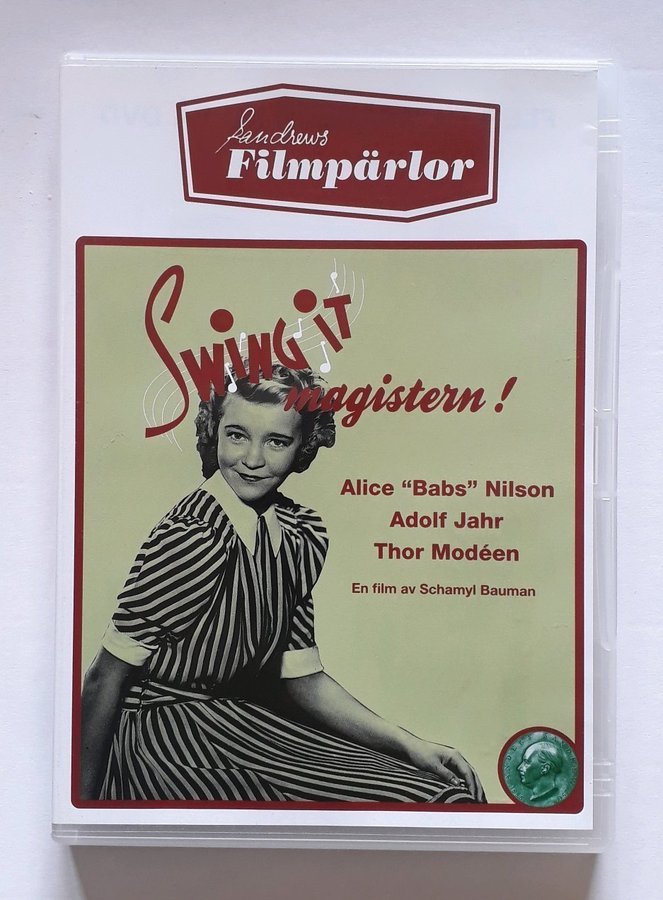 Sandrews
Filmpärlor
SWING IT
magistern!
Alice “Babs” Nilson
Adolf Jahr
Thor Modéen
En film av Schamyl Bauman